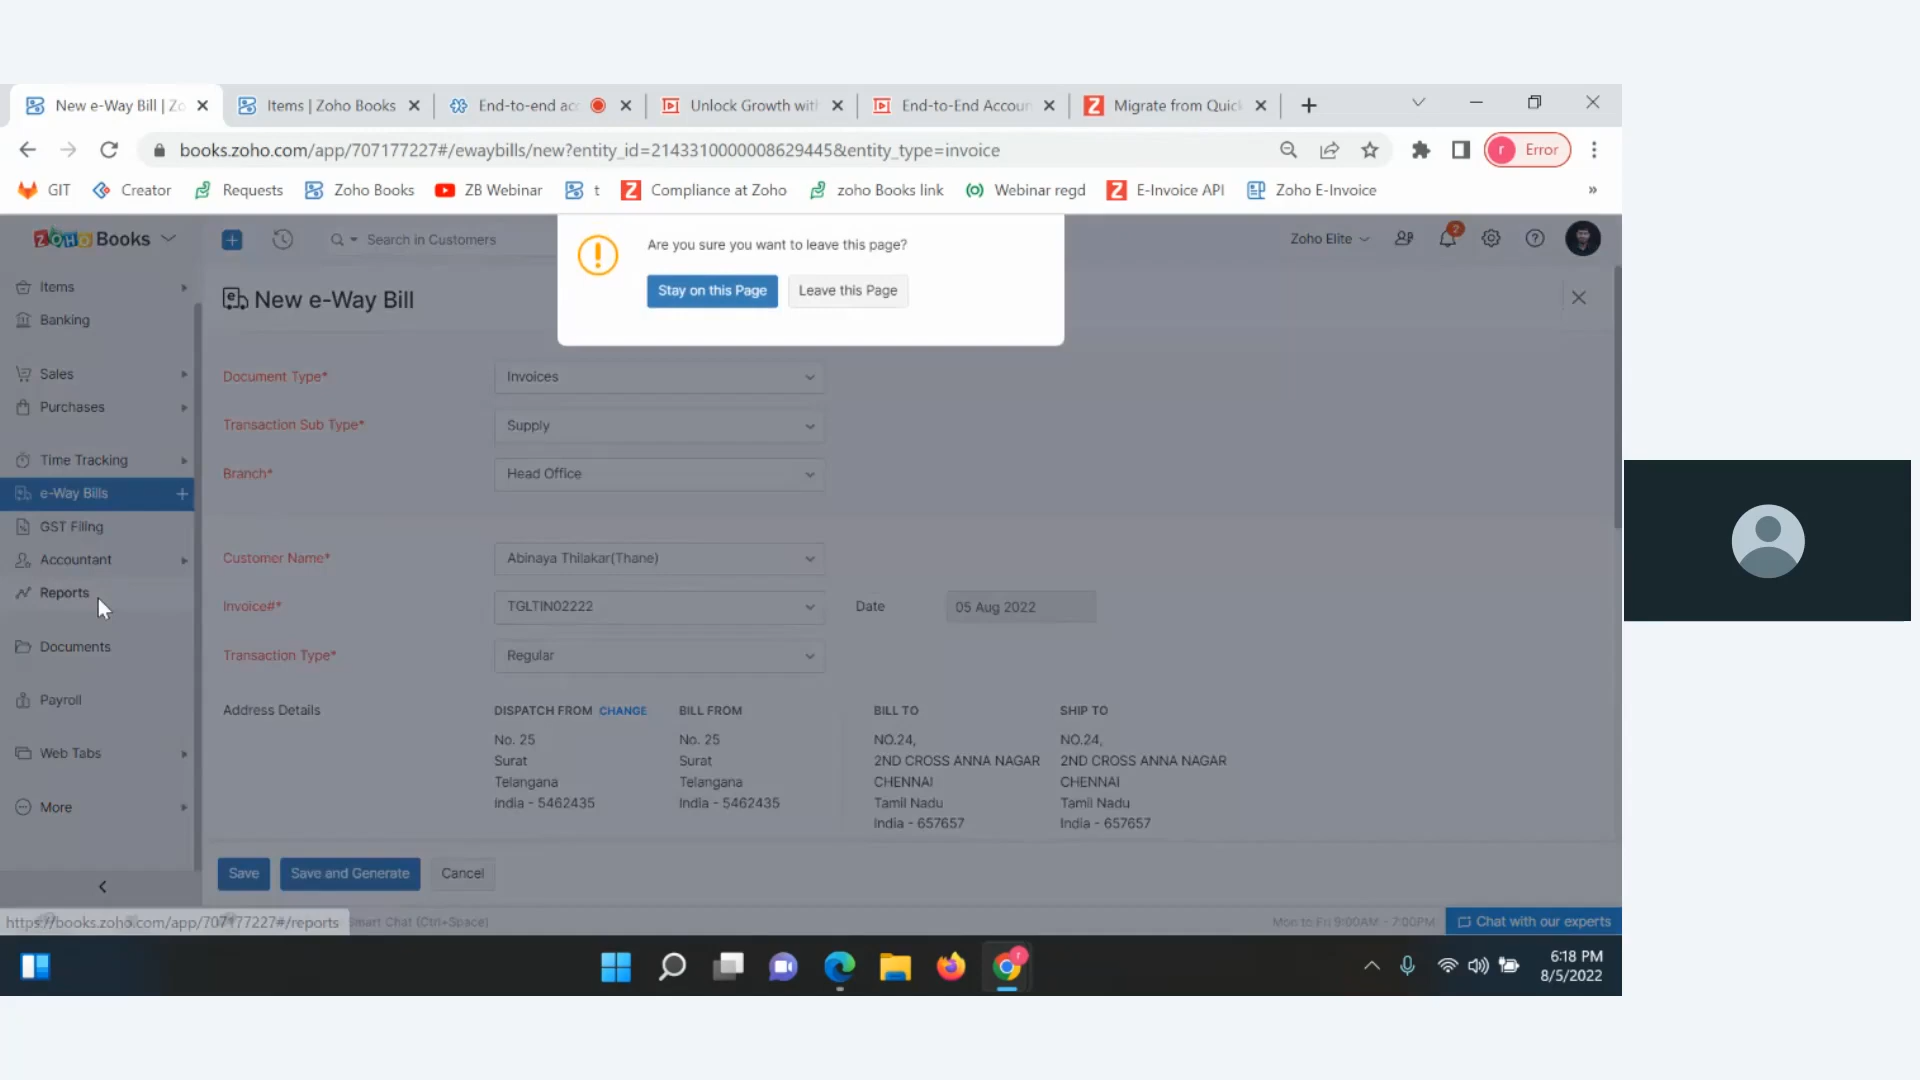 New e-Way Bill | Zo
Items | Zoho Books
End-to-end acc
Unlock Growth with
End-to-End Accoun
Migrate from Quick
books.zoho.com/app/707177227#/ewaybills/new?entity_id=2143310000008629445&entity_type=invoice
r
Error
GIT
Creator
Requests
Zoho Books
ZB Webinar
t
Compliance at Zoho
zoho Books link
Webinar regd
E-Invoice API
Zoho E-Invoice
»
ZOHO Books
Search in Customers
Zoho Elite
2
Are you sure you want to leave this page?
Stay on this Page
Leave this Page
Items
Banking
Sales
Purchases
Time Tracking
e-Way Bills
GST Filing
Accountant
Reports
Documents
Payroll
Web Tabs
More
New e-Way Bill
Document Type*
Invoices
Transaction Sub Type*
Supply
Branch*
Head Office
Customer Name*
Abinaya Thilakar(Thane)
Invoice#*
TGLTIN02222
Date
05 Aug 2022
Transaction Type*
Regular
Address Details
DISPATCH FROM CHANGE
No. 25
Surat
Telangana
India - 5462435
BILL FROM
No. 25
Surat
Telangana
India - 5462435
BILL TO
NO.24,
2ND CROSS ANNA NAGAR
CHENNAI
Tamil Nadu
India - 657657
SHIP TO
NO.24,
2ND CROSS ANNA NAGAR
CHENNAI
Tamil Nadu
India - 657657
Save
Save and Generate
Cancel
https://books.zoho.com/app/707177227#/reports
Smart Chat (Ctrl+Space)
Mon to Fri 9:00AM - 7:00PM
Chat with our experts
6:18 PM
8/5/2022